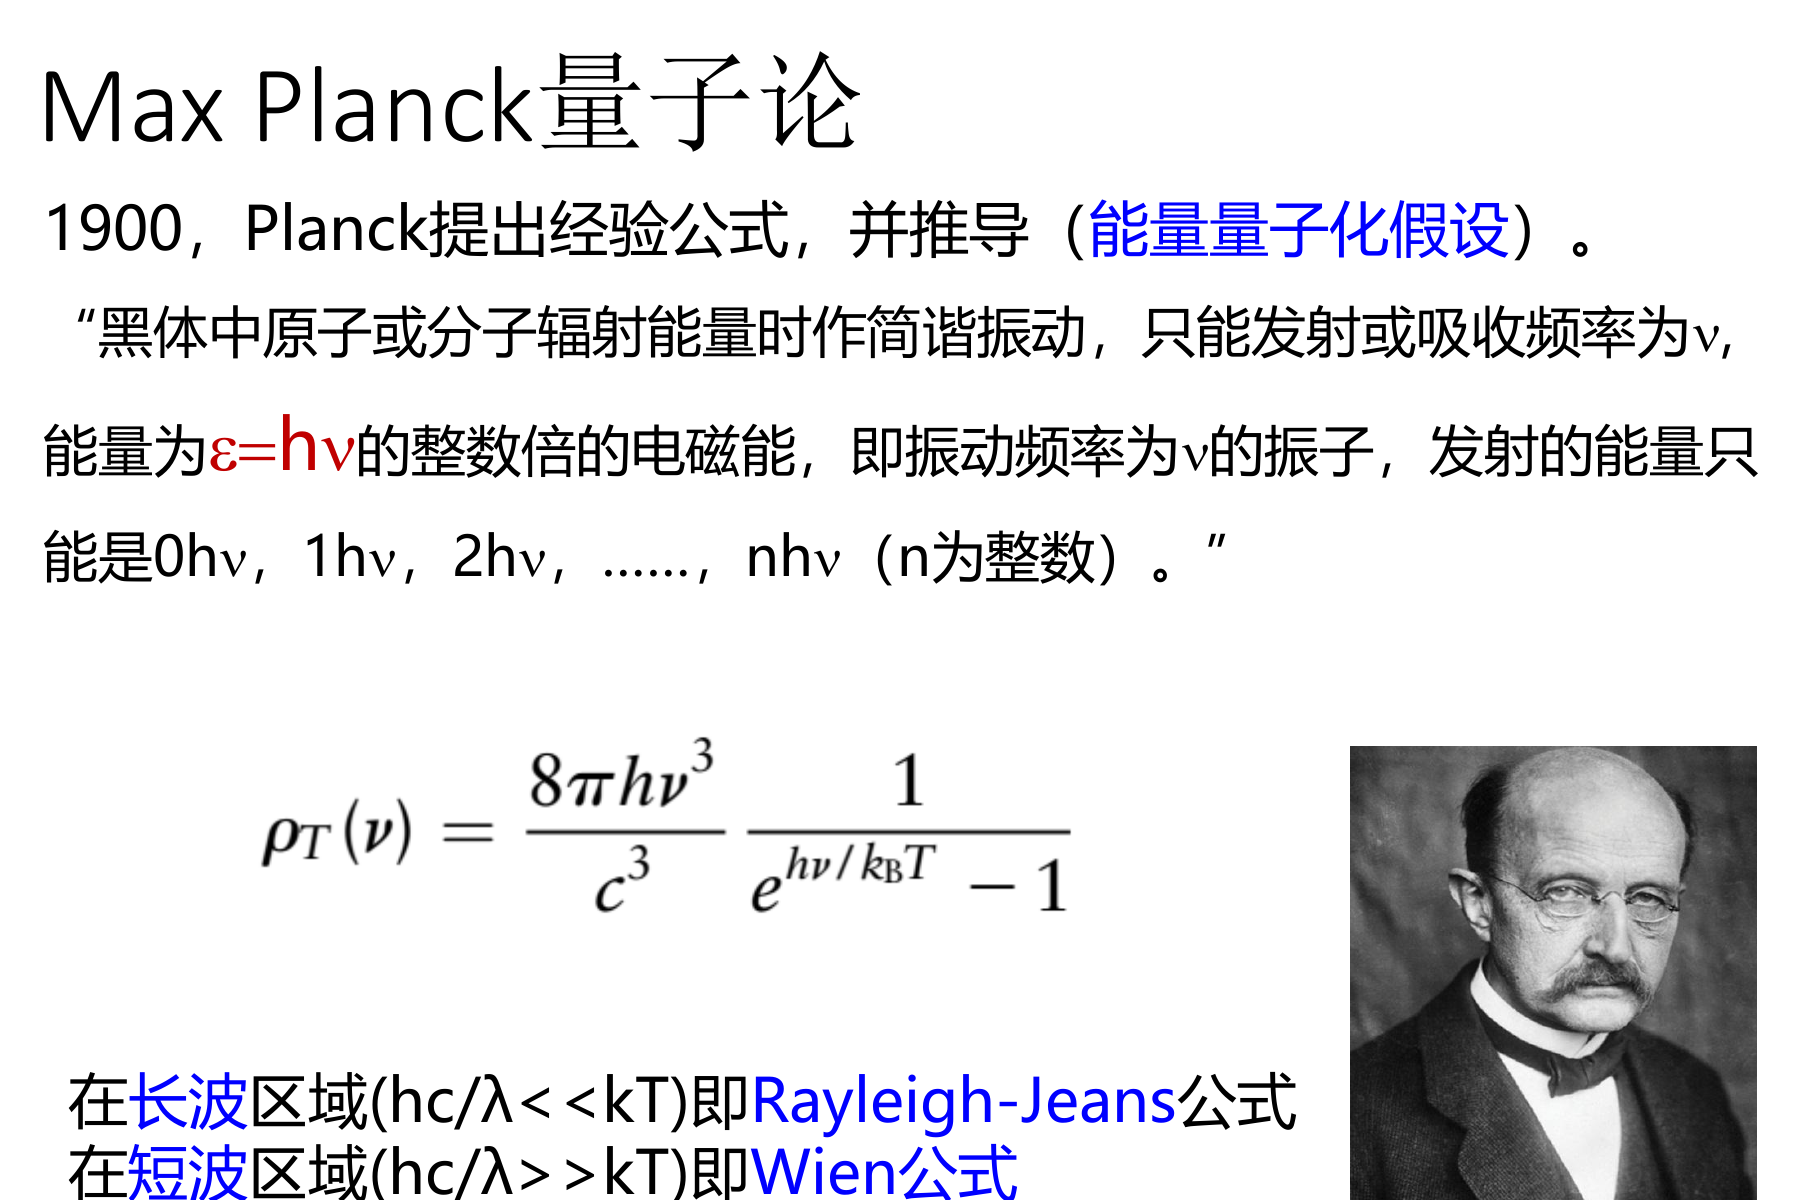 Max Planck量子论
1900，Planck提出经验公式，并推导（能量量子化假设）。
“黑体中原子或分子辐射能量时作简谐振动，只能发射或吸收频率为ν,
能量为ε=hν的整数倍的电磁能，即振动频率为ν的振子，发射的能量只
能是0hν，1hν，2hν，……，nhν（n为整数）。”
ρ_T(ν) = \frac{8πhν^3}{c^3} \frac{1}{e^{hν/k_BT} − 1}
在长波区域(hc/λ<<kT)即Rayleigh-Jeans公式
在短波区域(hc/λ>>kT)即Wien公式